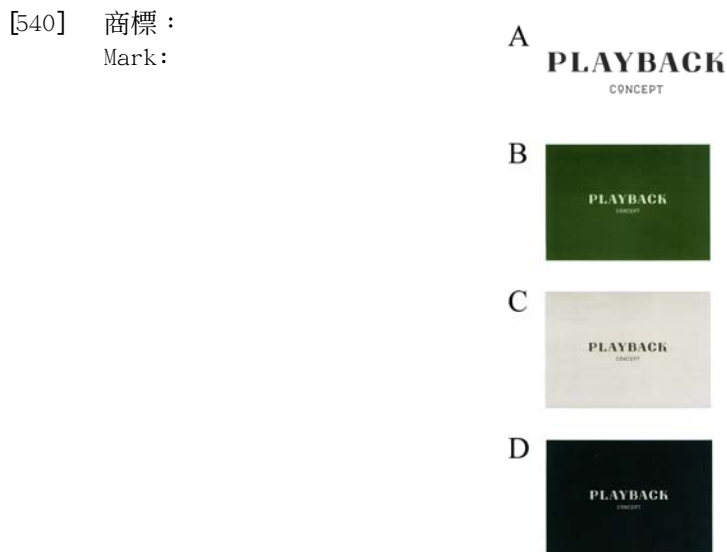 [540] 商標：
Mark:
A
PLAYBACK
CONCEPT
B
PLAYBACK
CONCEPT
C
PLAYBACK
CONCEPT
D
PLAYBACK
CONCEPT